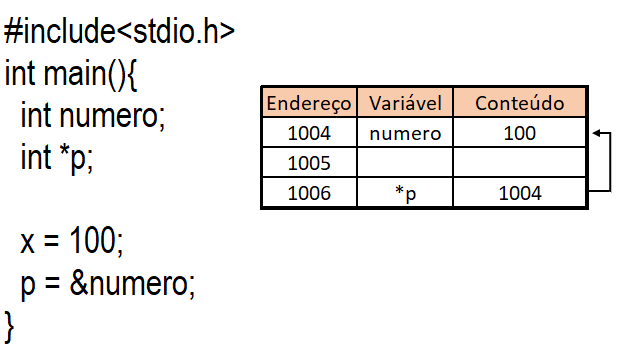 #include<stdio.h>
int main(){
int numero;
int *p;
x = 100;
p = &numero;
}
Endereço Variável Conteúdo
1004 numero 100
1005
1006 *p 1004